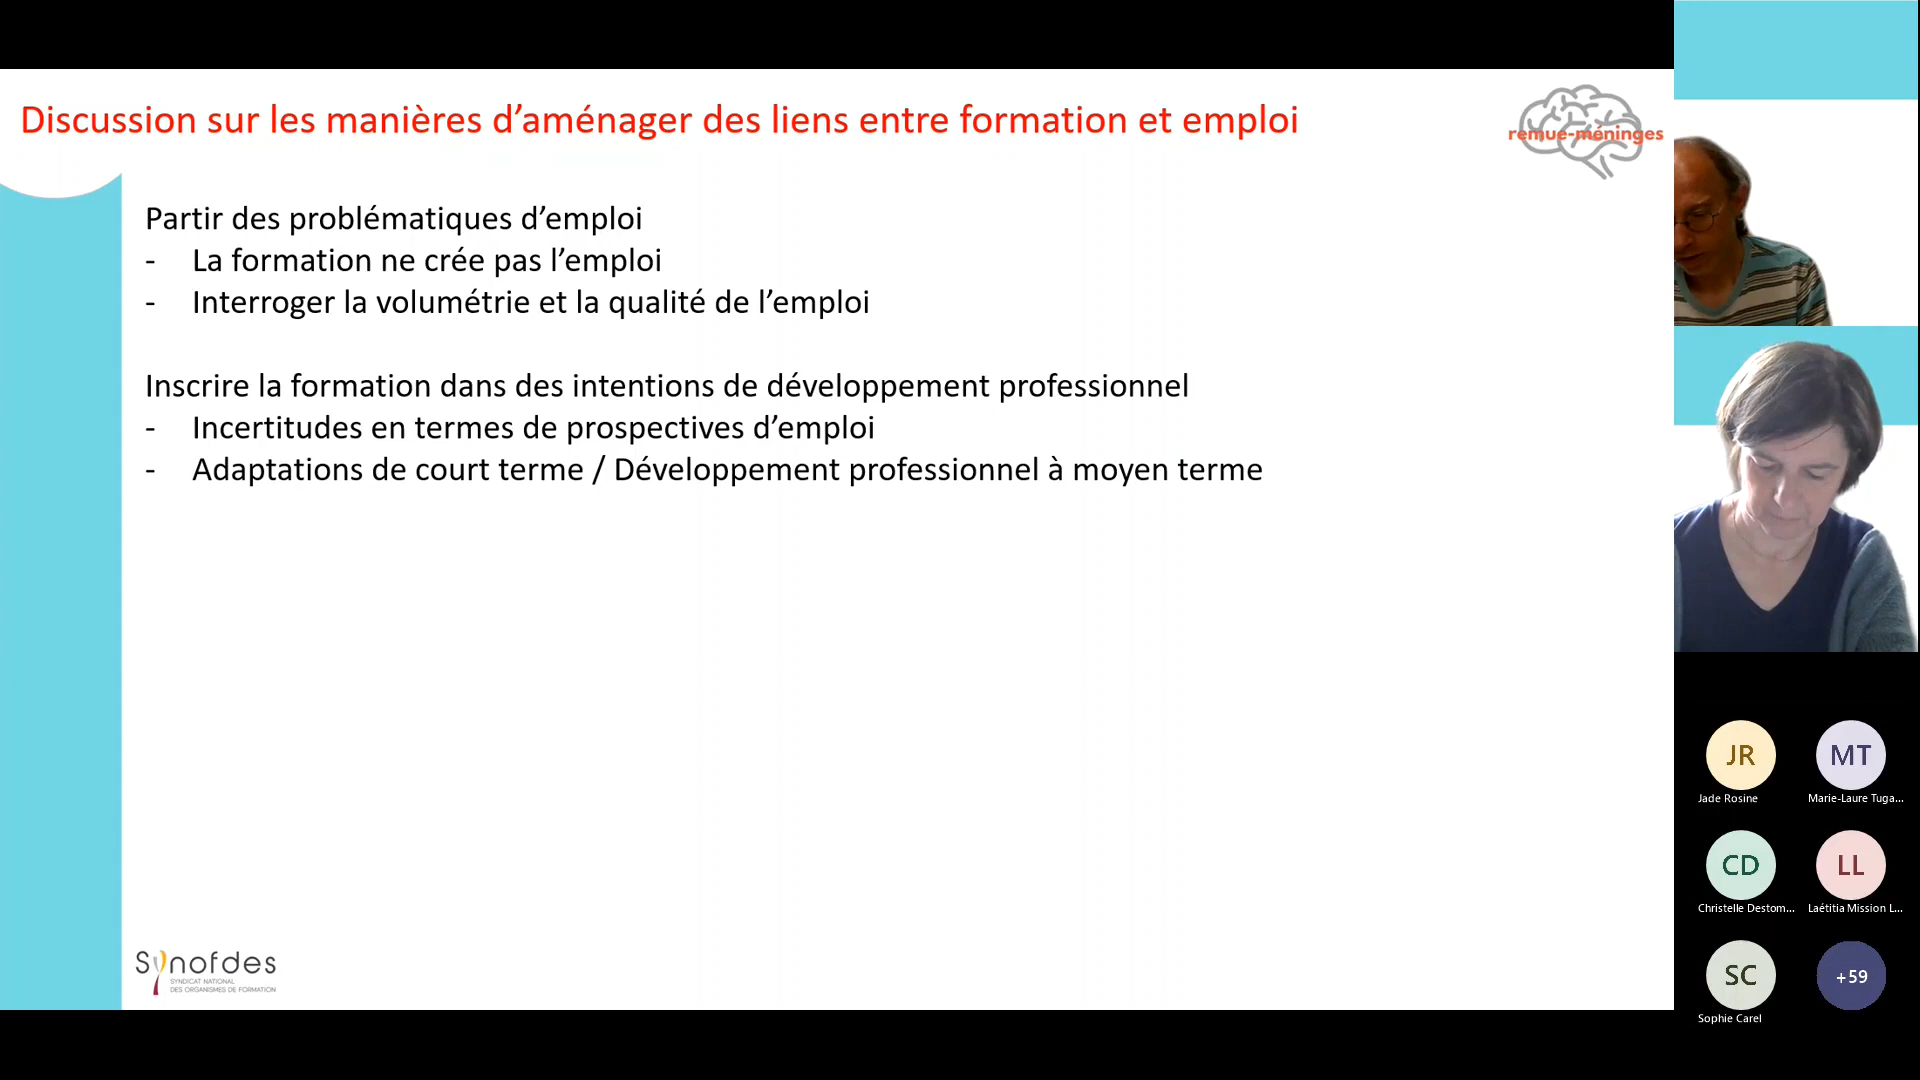 Discussion sur les manières d’aménager des liens entre formation et emploi
remue-méninges
Partir des problématiques d’emploi
- La formation ne crée pas l’emploi
- Interroger la volumétrie et la qualité de l’emploi
Inscrire la formation dans des intentions de développement professionnel
- Incertitudes en termes de prospectives d’emploi
- Adaptations de court terme / Développement professionnel à moyen terme
Synofdes
SYNDICAT NATIONAL
DES ORGANISMES DE FORMATION
JR
Jade Rosine
MT
Marie-Laure Tuga...
CD
Christelle Destom...
LL
Laétitia Mission L...
SC
Sophie Carel
+59